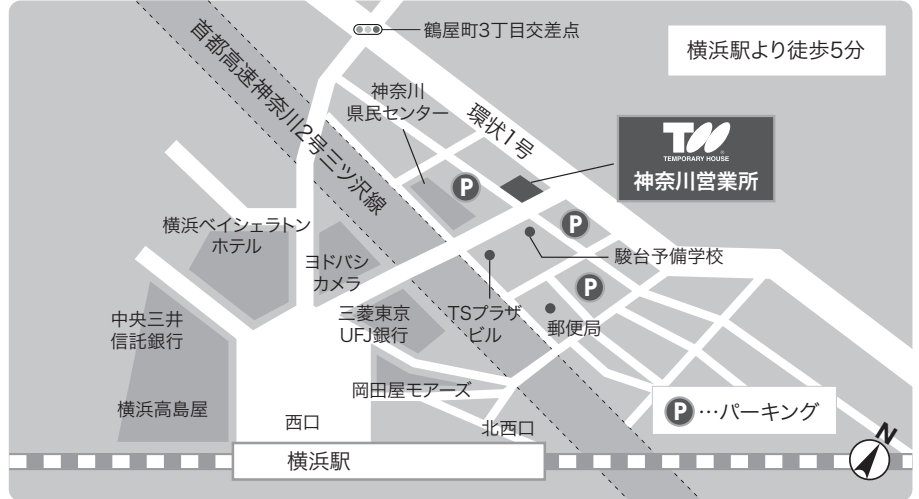 鶴屋町3丁目交差点
横浜駅より徒歩5分
首都高速神奈川2号三ツ沢線
神奈川
県民センター
環状1号
TW
TEMPORARY HOUSE
神奈川営業所
P
P
P
横浜ベイシェラトン
ホテル
ヨドバシ
カメラ
駿台予備学校
中央三井
信託銀行
三菱東京
UFJ銀行
TSプラザ
ビル
郵便局
岡田屋モアーズ
横浜高島屋
西口
北西口
P…パーキング
横浜駅
N